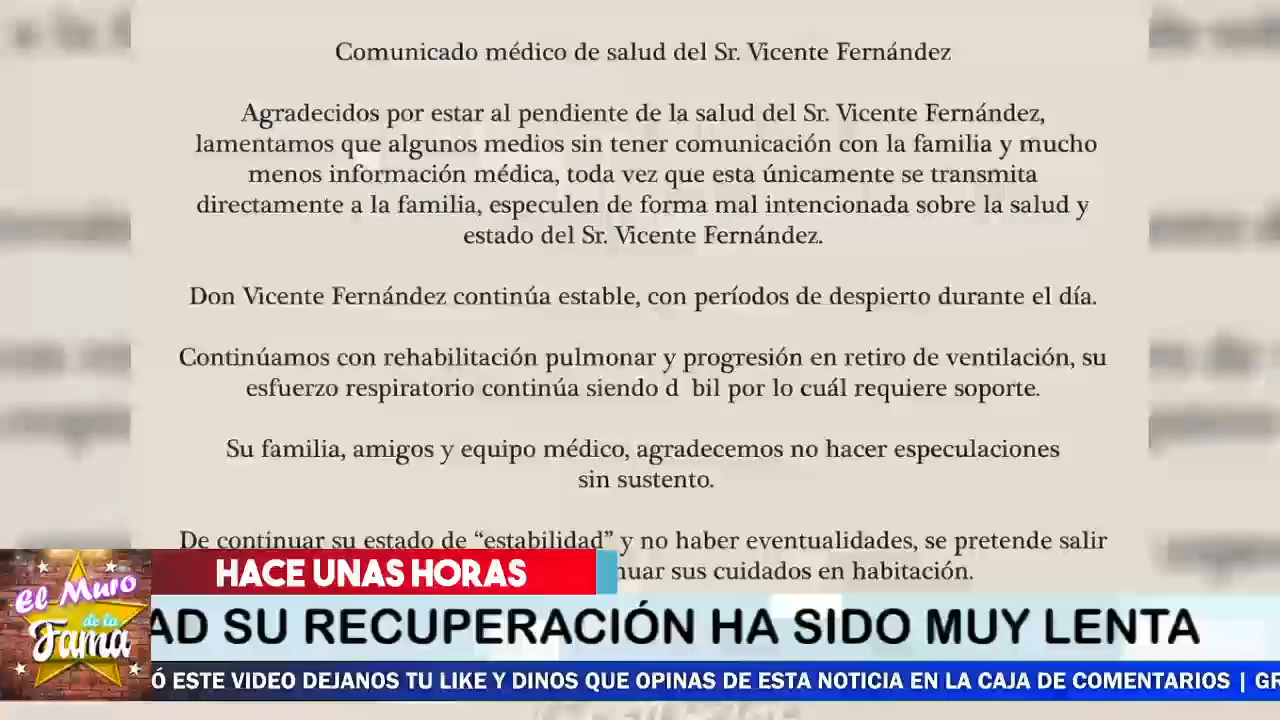 Comunicado médico de salud del Sr. Vicente Fernández
Agradecidos por estar al pendiente de la salud del Sr. Vicente Fernández,
lamentamos que algunos medios sin tener comunicación con la familia y mucho
menos información médica, toda vez que esta únicamente se transmita
directamente a la familia, especulen de forma mal intencionada sobre la salud y
estado del Sr. Vicente Fernández.
Don Vicente Fernández continúa estable, con períodos de despierto durante el día.
Continúamos con rehabilitación pulmonar y progresión en retiro de ventilación, su
esfuerzo respiratorio continúa siendo d bil por lo cuál requiere soporte.
Su familia, amigos y equipo médico, agradecemos no hacer especulaciones
sin sustento.
De continuar su estado de “estabilidad” y no haber eventualidades, se pretende salir
nuar sus cuidados en habitación.
HACE UNAS HORAS
El Muro
de la
Fama
AD SU RECUPERACIÓN HA SIDO MUY LENTA
Ó ESTE VIDEO DEJANOS TU LIKE Y DINOS QUE OPINAS DE ESTA NOTICIA EN LA CAJA DE COMENTARIOS | GR